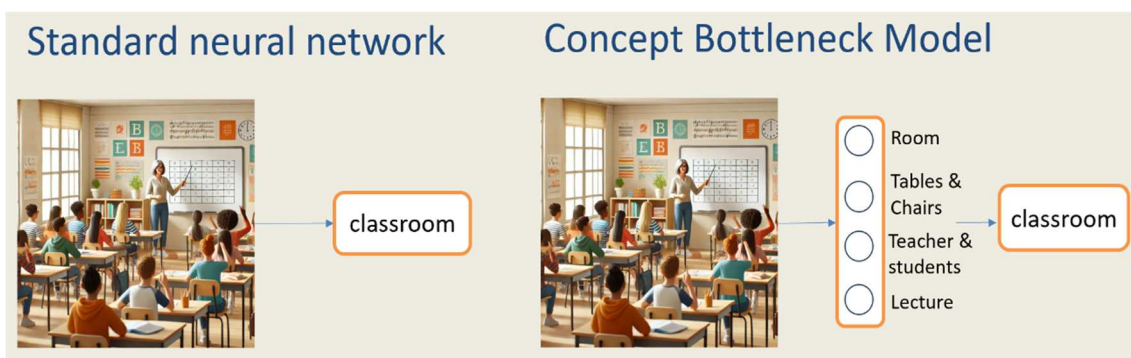 Standard neural network
Concept Bottleneck Model
B
E B
classroom
B
E B
Room
Tables &
Chairs
Teacher &
students
Lecture
classroom